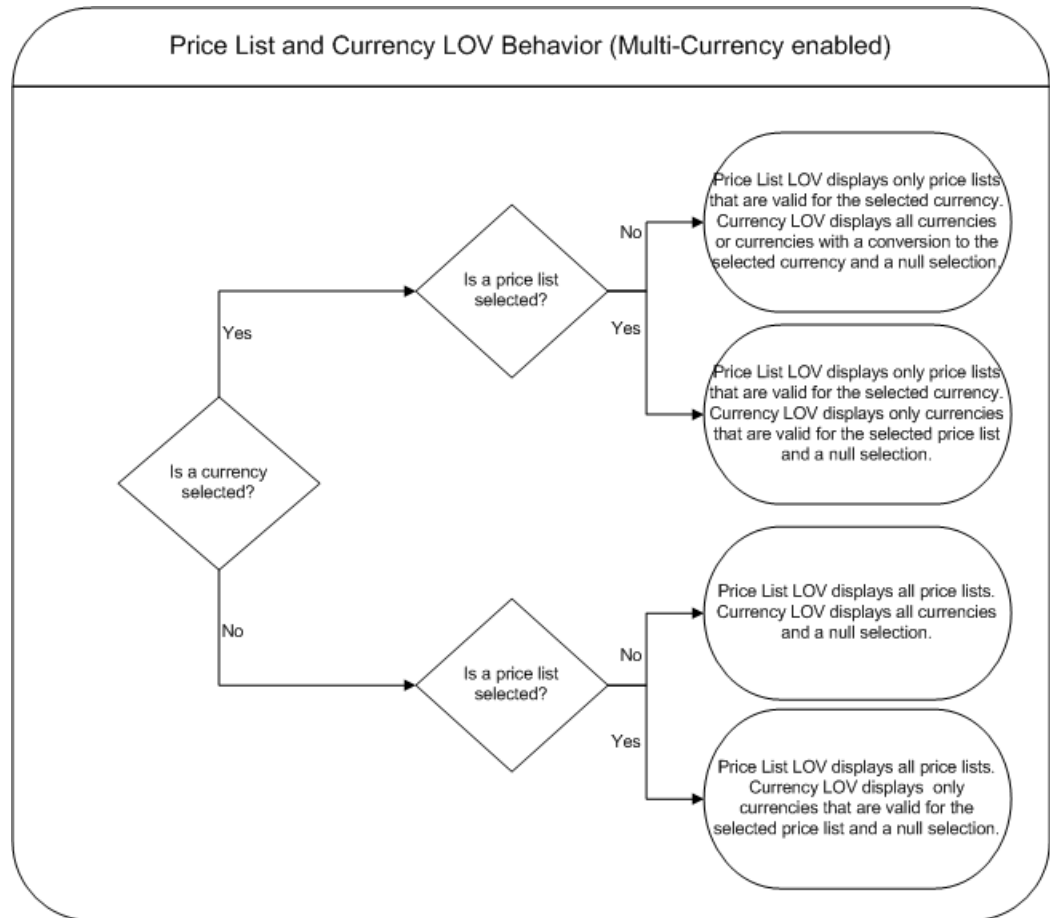 Price List and Currency LOV Behavior (Multi-Currency enabled)
Price List LOV displays only price lists
that are valid for the selected currency.
Currency LOV displays all currencies
or currencies with a conversion to the
selected currency and a null selection.
No
Is a price list
selected?
Yes
Yes
Price List LOV displays only price lists
that are valid for the selected currency.
Currency LOV displays only currencies
that are valid for the selected price list
and a null selection.
Is a currency
selected?
No
Price List LOV displays all price lists.
Currency LOV displays all currencies
and a null selection.
No
Is a price list
selected?
Yes
Price List LOV displays all price lists.
Currency LOV displays  only
currencies that are valid for the
selected price list and a null selection.